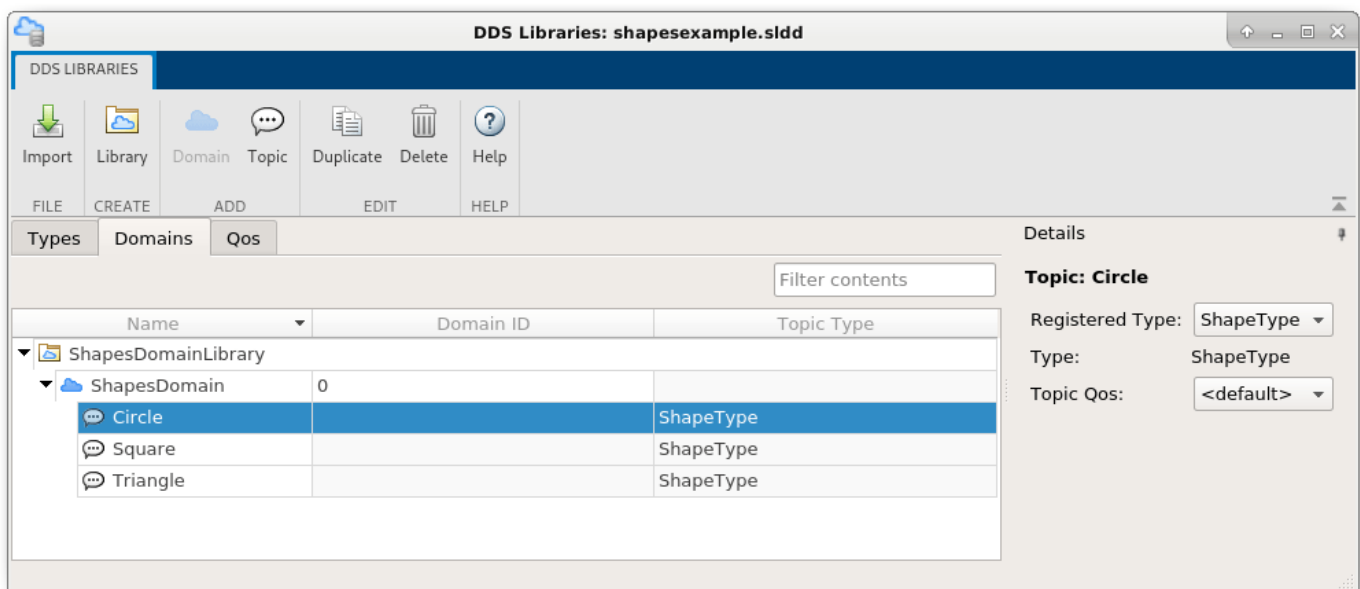 DDS Libraries: shapesexample.sldd
DDS LIBRARIES
Import Library Domain Topic Duplicate Delete Help
FILE CREATE ADD EDIT HELP
Types Domains Qos
Filter contents
Name Domain ID Topic Type
ShapesDomainLibrary
ShapesDomain 0
Circle ShapeType
Square ShapeType
Triangle ShapeType
Details
Topic: Circle
Registered Type: ShapeType
Type: ShapeType
Topic Qos: <default>